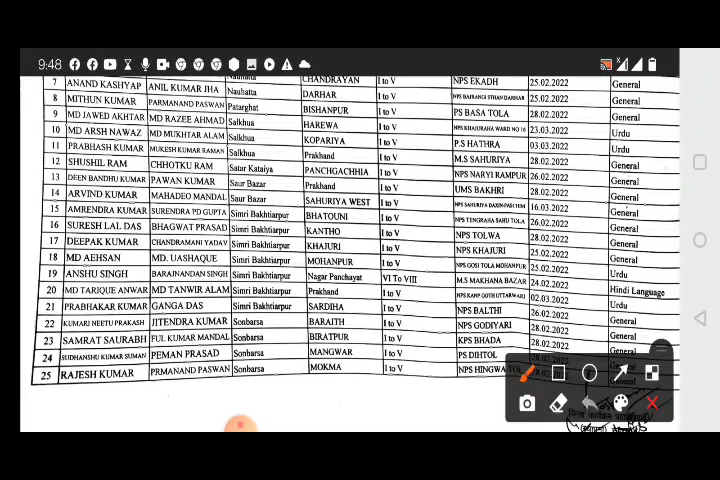 9:48
7 ANAND KASHYAP ANIL KUMAR JHA Nauhatta CHANDRAYAN I to V NPS EKADH 25.02.2022 General
8 MITHUN KUMAR PARMANAND PASWAN Nauhatta DARHAR I to V NPS BAJRANGI STHAN DARHAR 25.02.2022 General
9 MD JAWED AKHTAR MD RAZEE AHMAD Patarghat BISHANPUR I to V PS BASA TOLA 28.02.2022 General
10 MD ARSH NAWAZ MD MUKHTAR ALAM Salkhua HAREWA I to V NPS KHAJURAHA WARD NO 16 23.03.2022 Urdu
11 PRABHASH KUMAR MUKESH KUMAR RAMAN Salkhua KOPARIYA I to V P.S HATHRA 03.03.2022 Urdu
12 SHUSHIL RAM CHHOTKU RAM Salkhua Prakhand I to V M.S SAHURIYA 28.02.2022 General
13 DEEN BANDHU KUMAR PAWAN KUMAR Satar Kataiya PANCHGACHHIA I to V NPS NARYI RAMPUR 26.02.2022 General
14 ARVIND KUMAR MAHADEO MANDAL Saur Bazar Prakhand I to V UMS BAKHRI 28.02.2022 General
15 AMRENDRA KUMAR SURENDRA PD GUPTA Saur Bazar SAHURIYA WEST I to V NPS SAHURIYA DAXIN-PASCHIM 16.03.2022 General
16 SURESH LAL DAS BHAGWAT PRASAD Simri Bakhtiarpur BHATOUNI I to V NPS TENGRAHA SAHU TOLA 26.02.2022 General
17 DEEPAK KUMAR CHANDRAMANI YADAV Simri Bakhtiarpur KANTHO I to V NPS TOLWA 28.02.2022 General
18 MD AEHSAN MD. UASHAQUE Simri Bakhtiarpur KHAJURI I to V NPS KHAJURI 25.02.2022 General
19 ANSHU SINGH BARAJNANDAN SINGH Simri Bakhtiarpur MOHANPUR I to V NPS GOSI TOLA MOHANPUR 25.02.2022 Urdu
20 MD TARIQUE ANWAR MD TANWIR ALAM Simri Bakhtiarpur Nagar Panchayat VI To VIII M.S MAKHANA BAZAR 24.02.2022 Hindi Language
21 PRABHAKAR KUMAR GANGA DAS Simri Bakhtiarpur Prakhand I to V NPS KANP GOTH UTTARWARI 02.03.2022 Urdu
22 KUMARI NEETU PRAKASH JITENDRA KUMAR Simri Bakhtiarpur SARDIHA I to V NPS BALTHI 26.02.2022 General
23 SAMRAT SAURABH FUL KUMAR MANDAL Sonbarsa BARAITH I to V NPS GODIYARI 28.02.2022 General
24 SUDHANSHU KUMAR SUMAN PEMAN PRASAD Sonbarsa BIRATPUR I to V KPS BHADA 28.02.2022 General
25 RAJESH KUMAR PRMANAND PASWAN Sonbarsa MANGWAR I to V PS DIHTOL 28.02.2022
Sonbarsa MOKMA I to V NPS HINGWA TOL General
जिला कार्यक्रम